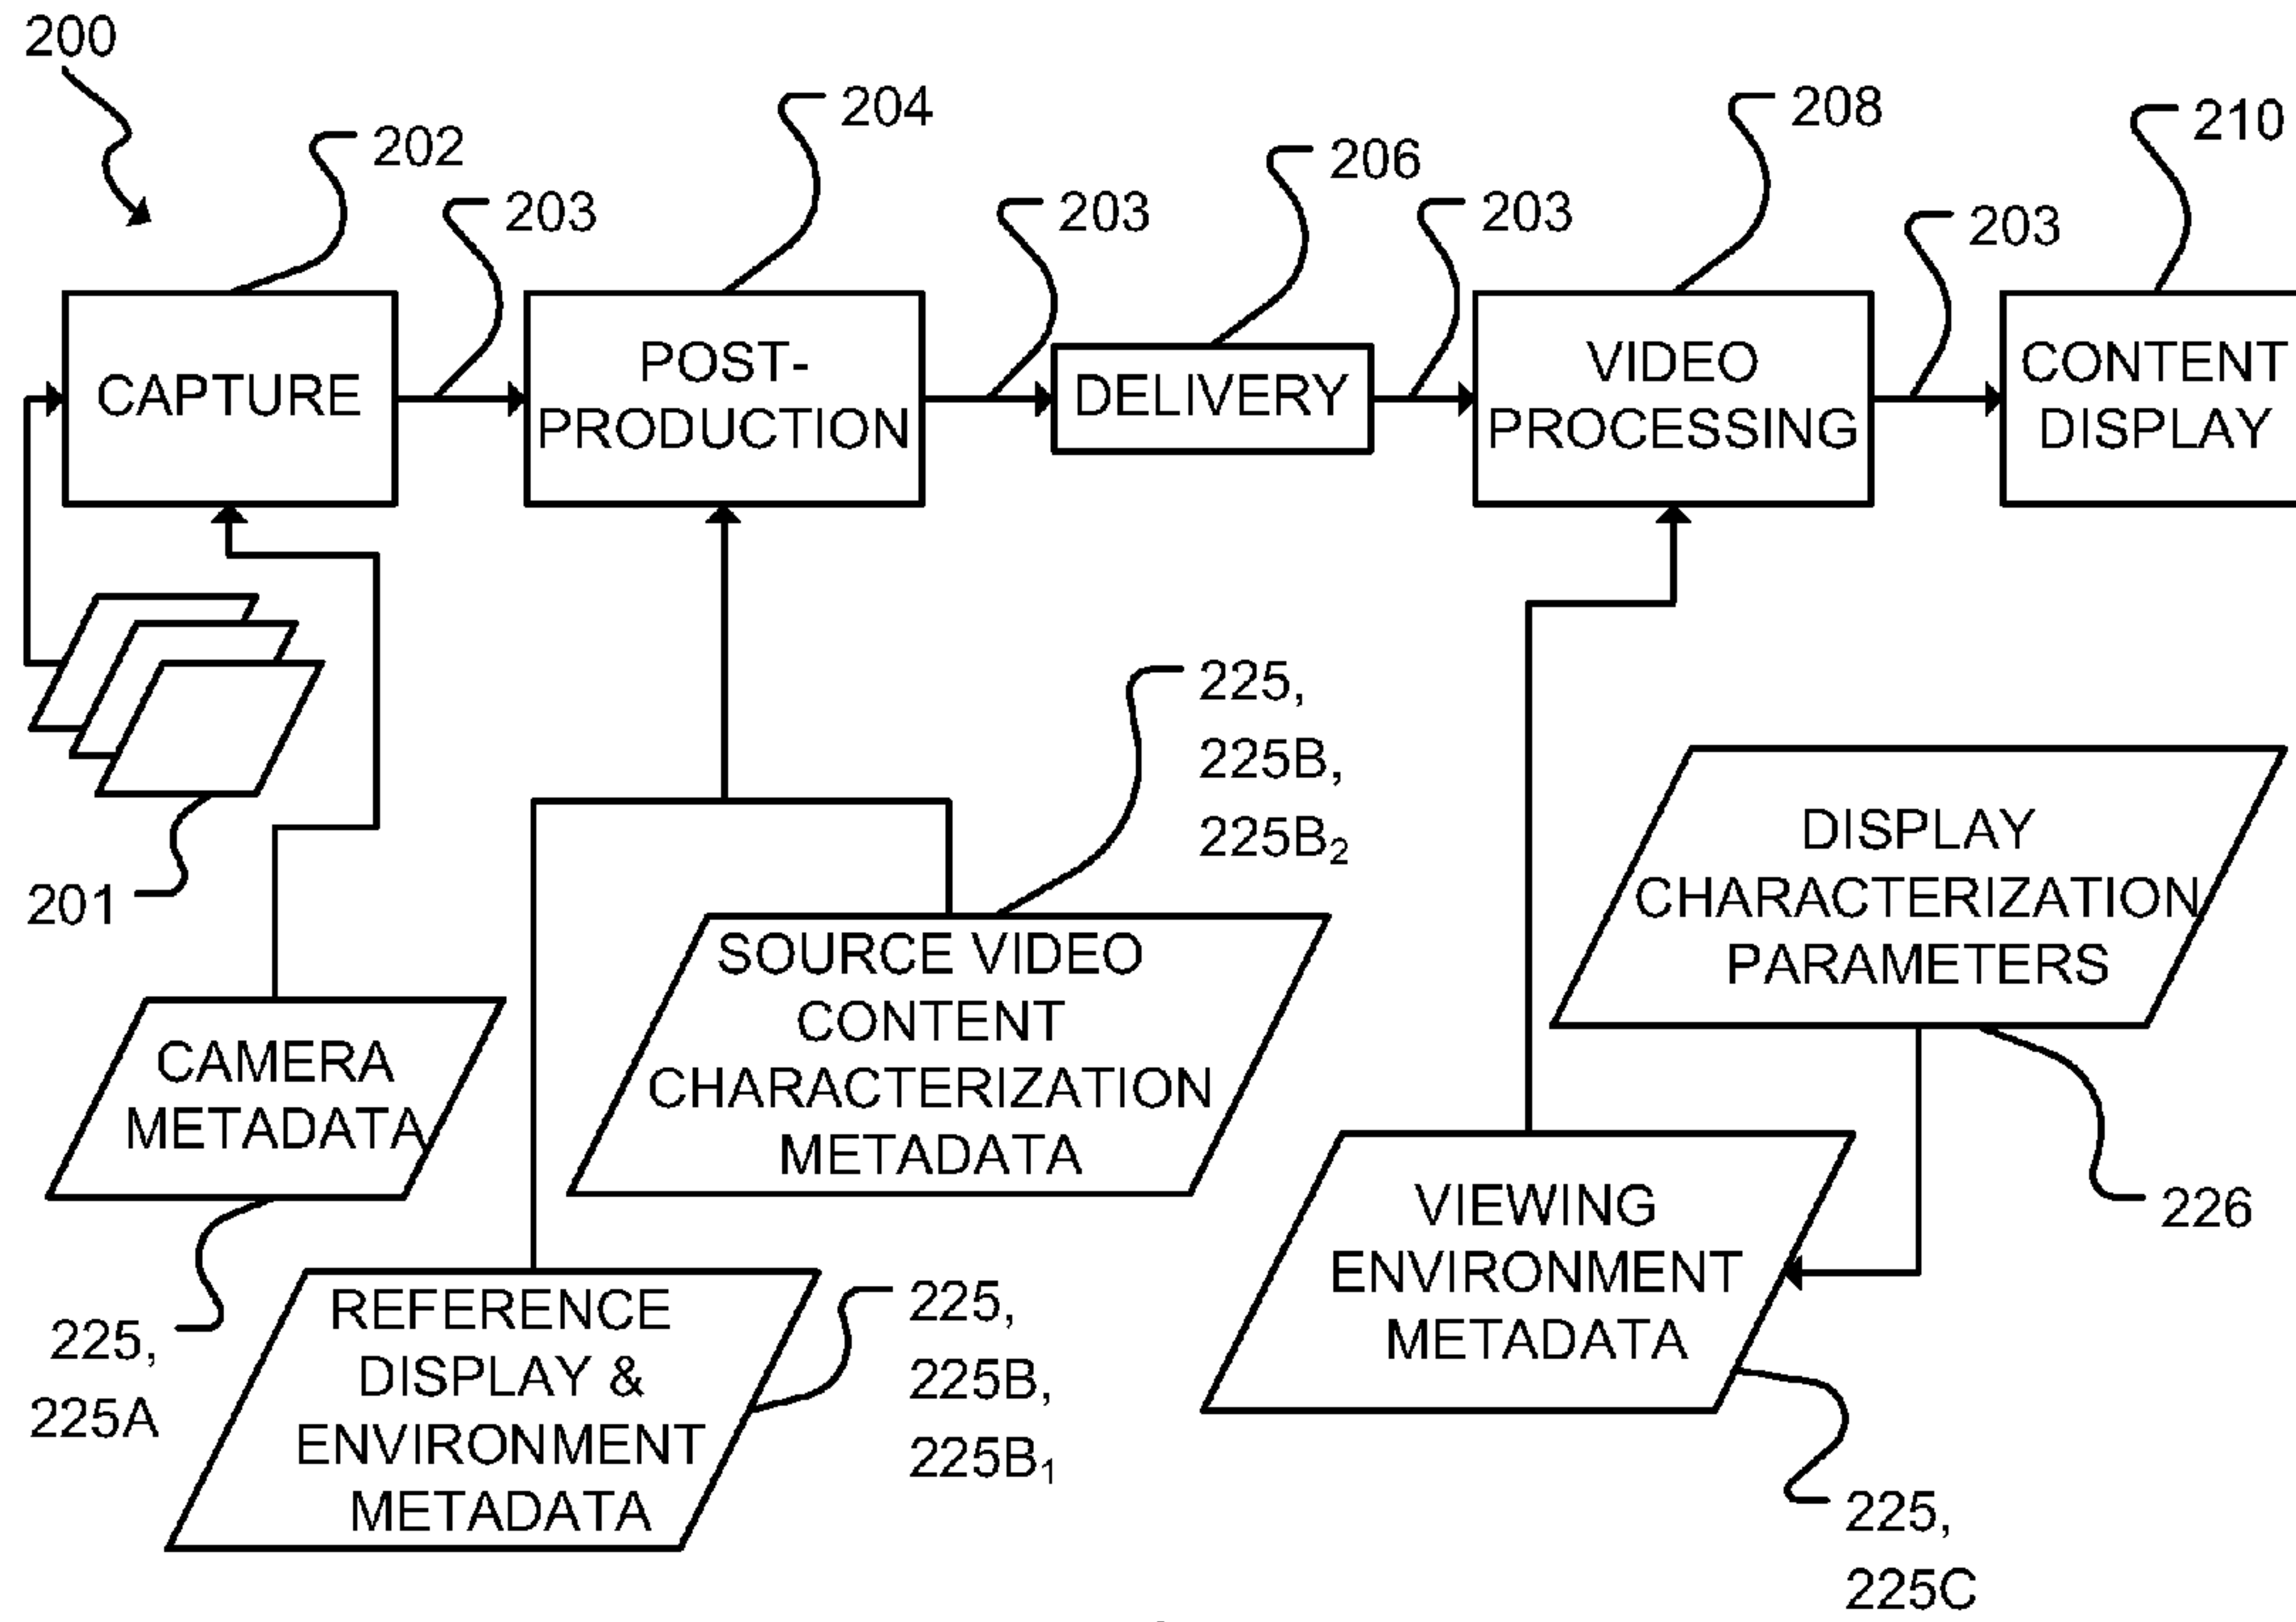 200
202
203
204
203
206
203
208
203
210
CAPTURE
POST-
PRODUCTION
DELIVERY
VIDEO
PROCESSING
CONTENT
DISPLAY
201
225,
225B,
225B₂
DISPLAY
CHARACTERIZATION
PARAMETERS
226
SOURCE VIDEO
CONTENT
CHARACTERIZATION
METADATA
CAMERA
METADATA
225,
225A
REFERENCE
DISPLAY &
ENVIRONMENT
METADATA
225,
225B,
225B₁
VIEWING
ENVIRONMENT
METADATA
225,
225C